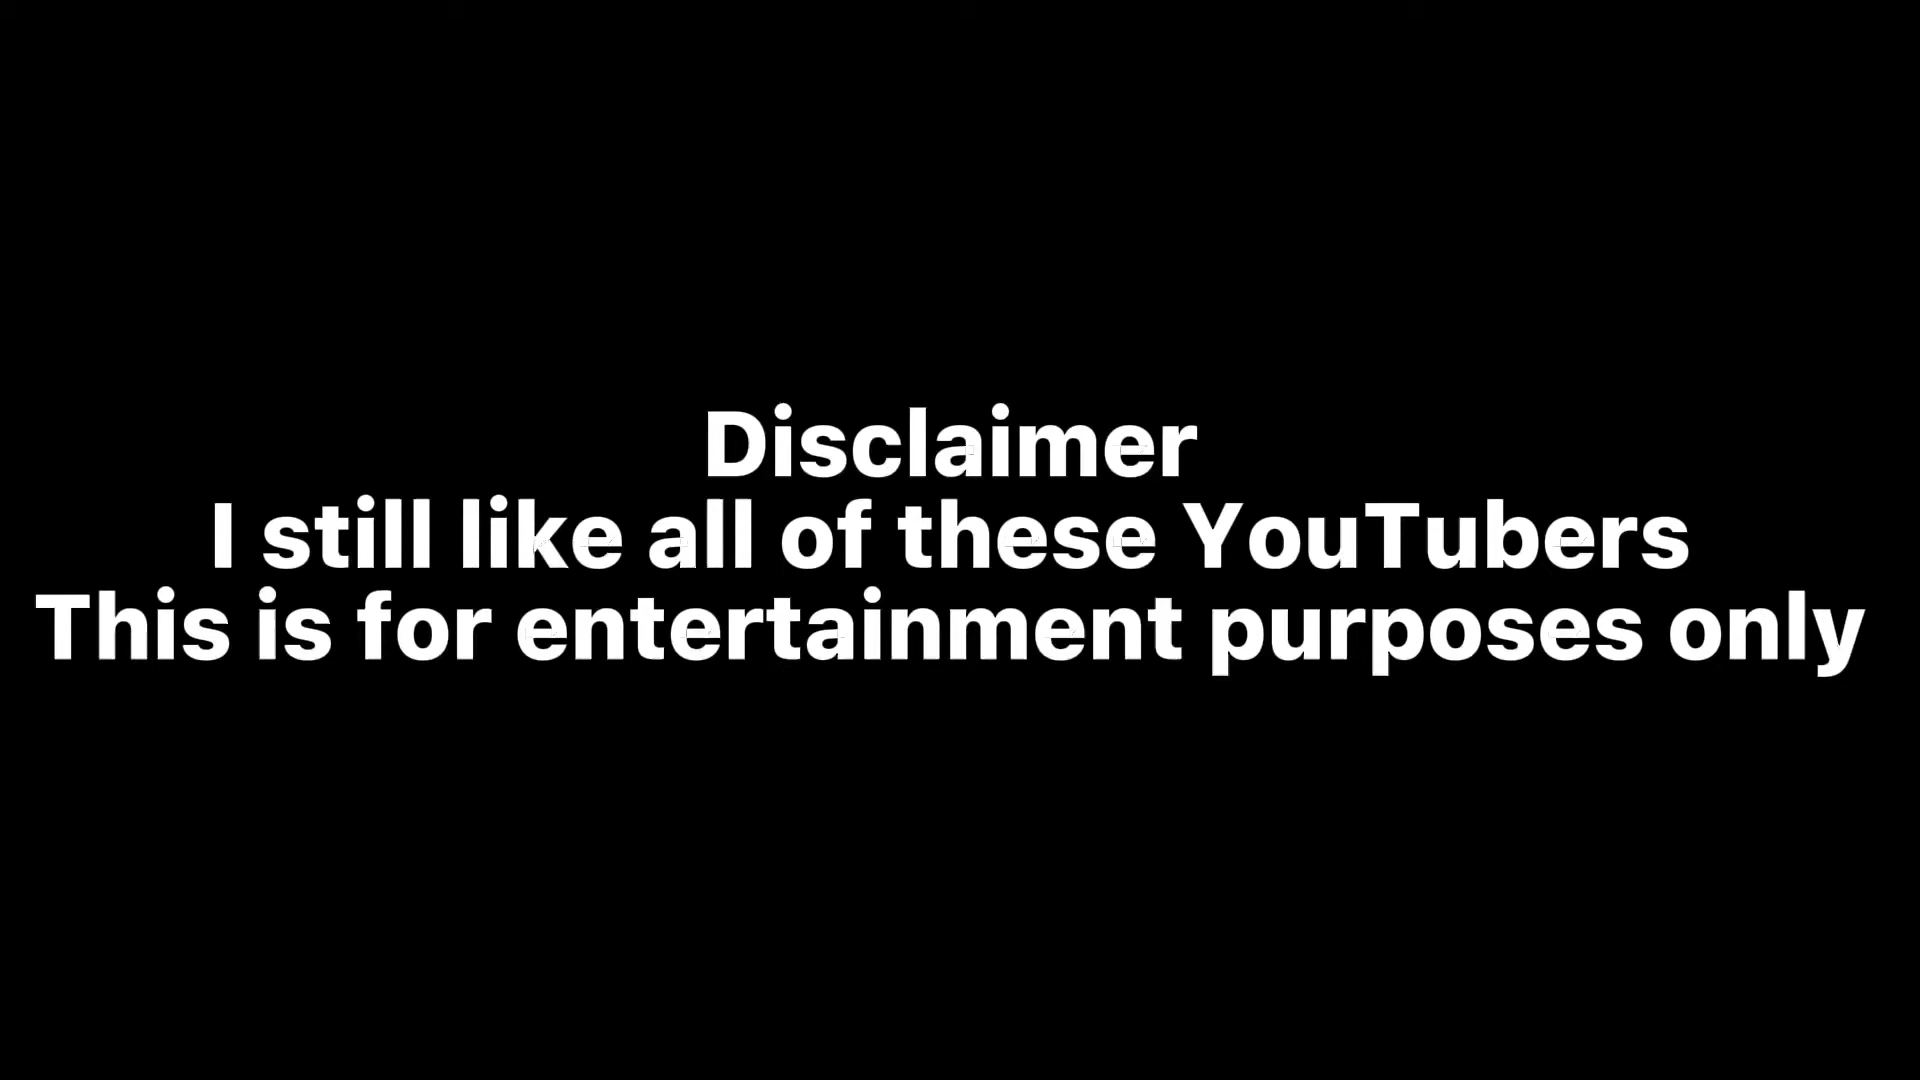 Disclaimer
I still like all of these YouTubers
This is for entertainment purposes only